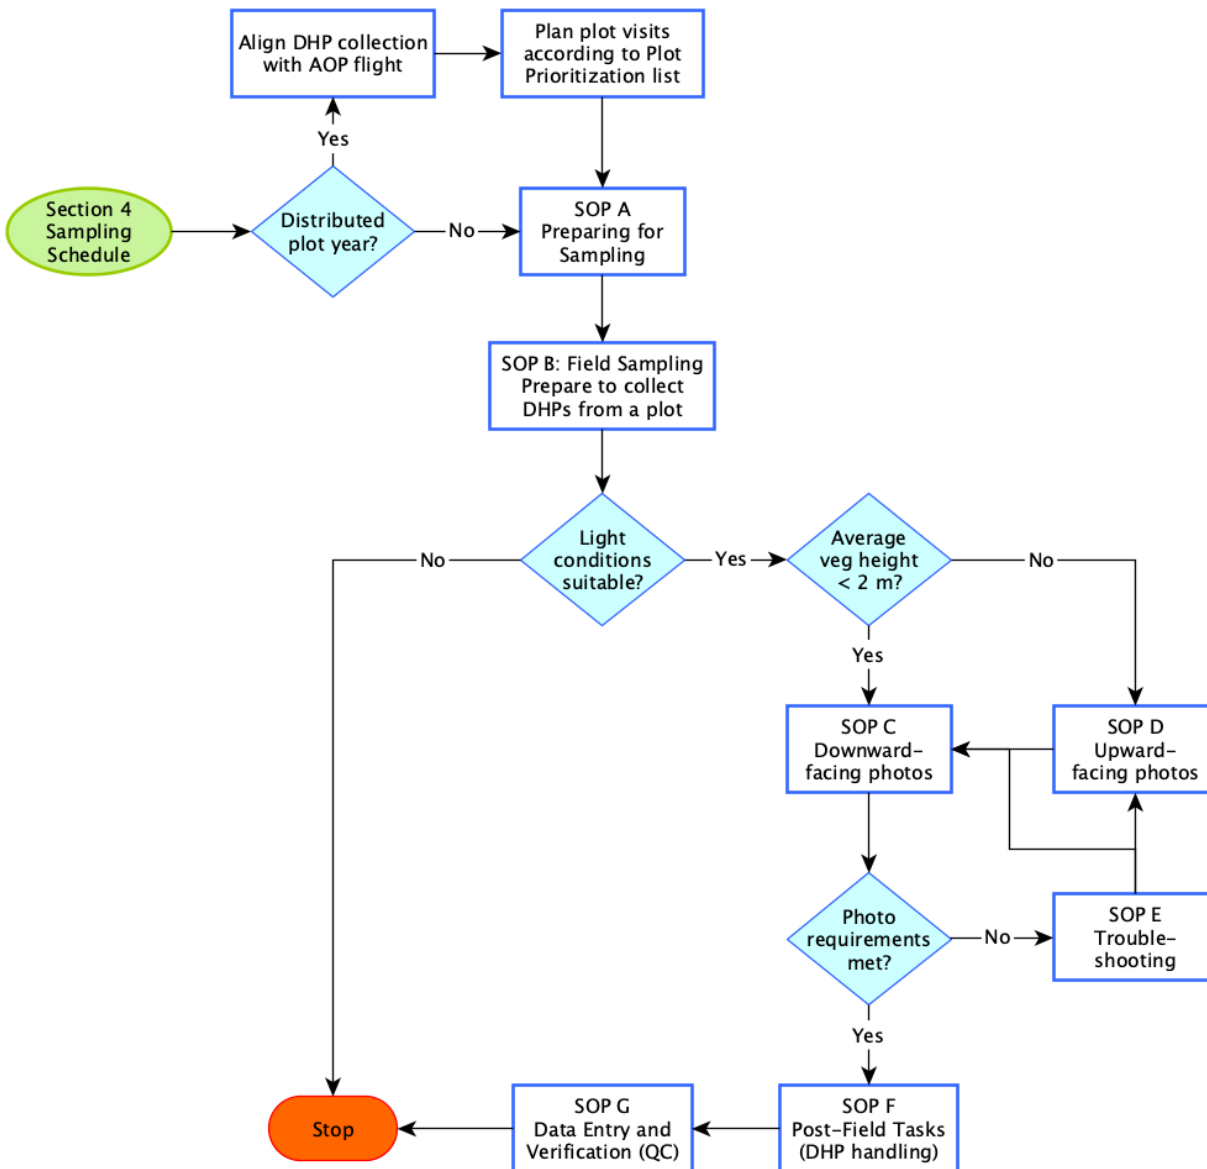 Align DHP collection
with AOP flight
Plan plot visits
according to Plot
Prioritization list
Yes
Section 4
Sampling
Schedule
Distributed
plot year?
No
SOP A
Preparing for
Sampling
SOP B: Field Sampling
Prepare to collect
DHPs from a plot
No
Light
conditions
suitable?
Yes
Average
veg height
< 2 m?
No
Yes
SOP C
Downward-
facing photos
SOP D
Upward-
facing photos
Photo
requirements
met?
No
SOP E
Trouble-
shooting
Yes
Stop
SOP G
Data Entry and
Verification (QC)
SOP F
Post-Field Tasks
(DHP handling)